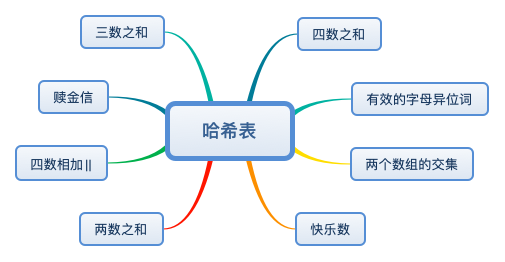 三数之和
四数之和
赎金信
有效的字母异位词
哈希表
四数相加||
两个数组的交集
两数之和
快乐数